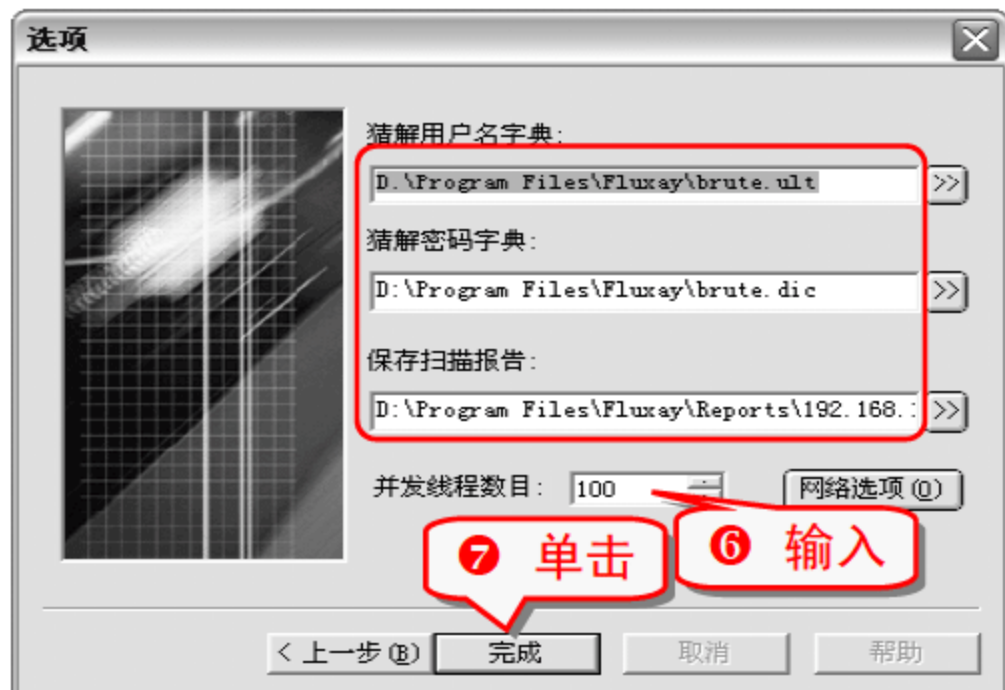 选项
猜解用户名字典:
D.\Program Files\Fluxay\brute.ult
>>
猜解密码字典:
D:\Program Files\Fluxay\brute.dic
>>
保存扫描报告:
D:\Program Files\Fluxay\Reports\192.168.
>>
并发线程数目: 100 网络选项(O)
❼ 单击 ❻ 输入
< 上一步(B) 完成 取消 帮助